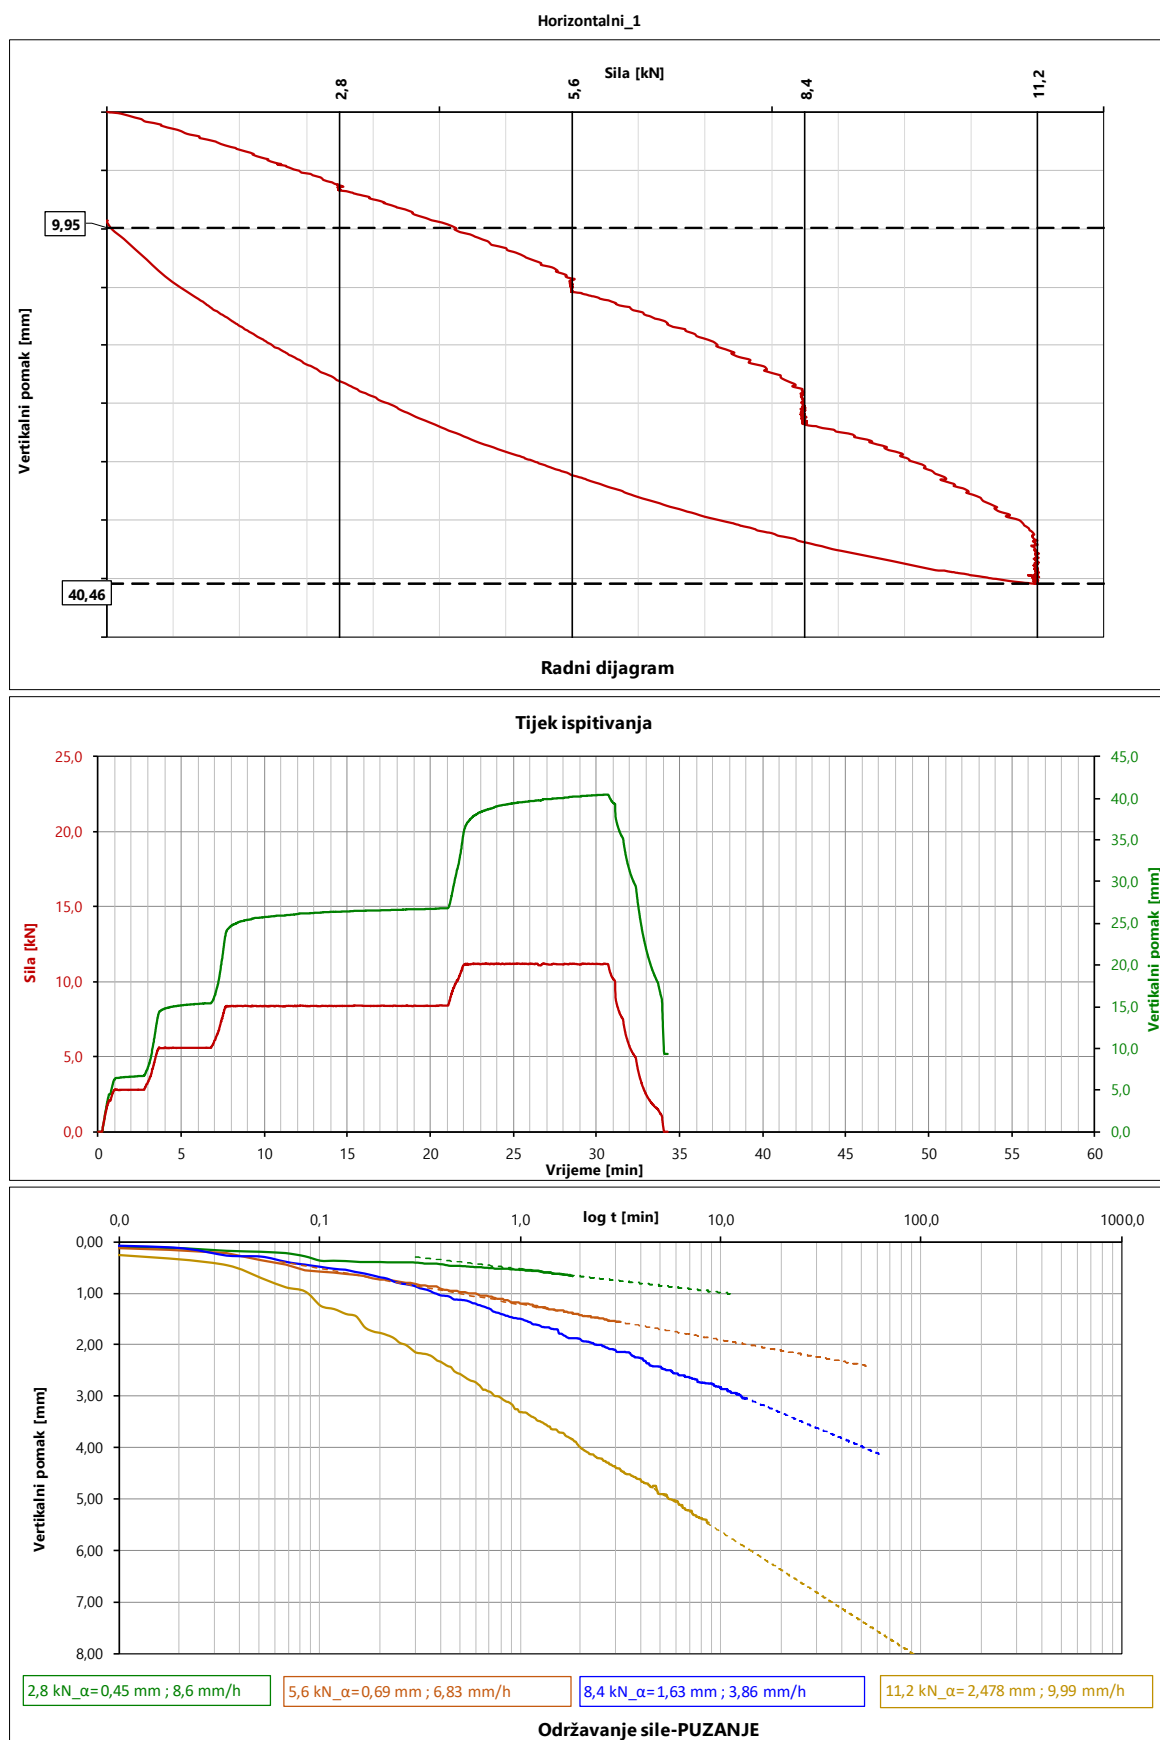 Horizontalni_1
Sila [kN]
2,8
5,6
8,4
11,2
9,95
40,46
Vertikalni pomak [mm]
Radni dijagram
Tijek ispitivanja
25,0
20,0
15,0
10,0
5,0
0,0
Sila [kN]
45,0
40,0
35,0
30,0
25,0
20,0
15,0
10,0
5,0
0,0
Vertikalni pomak [mm]
0 5 10 15 20 25 30 35 40 45 50 55 60
Vrijeme [min]
log t [min]
0,0 0,1 1,0 10,0 100,0 1000,0
0,00
1,00
2,00
3,00
4,00
5,00
6,00
7,00
8,00
Vertikalni pomak [mm]
2,8 kN_α=0,45 mm ; 8,6 mm/h
5,6 kN_α=0,69 mm ; 6,83 mm/h
8,4 kN_α=1,63 mm ; 3,86 mm/h
11,2 kN_α=2,478 mm ; 9,99 mm/h
Održavanje sile-PUZANJE